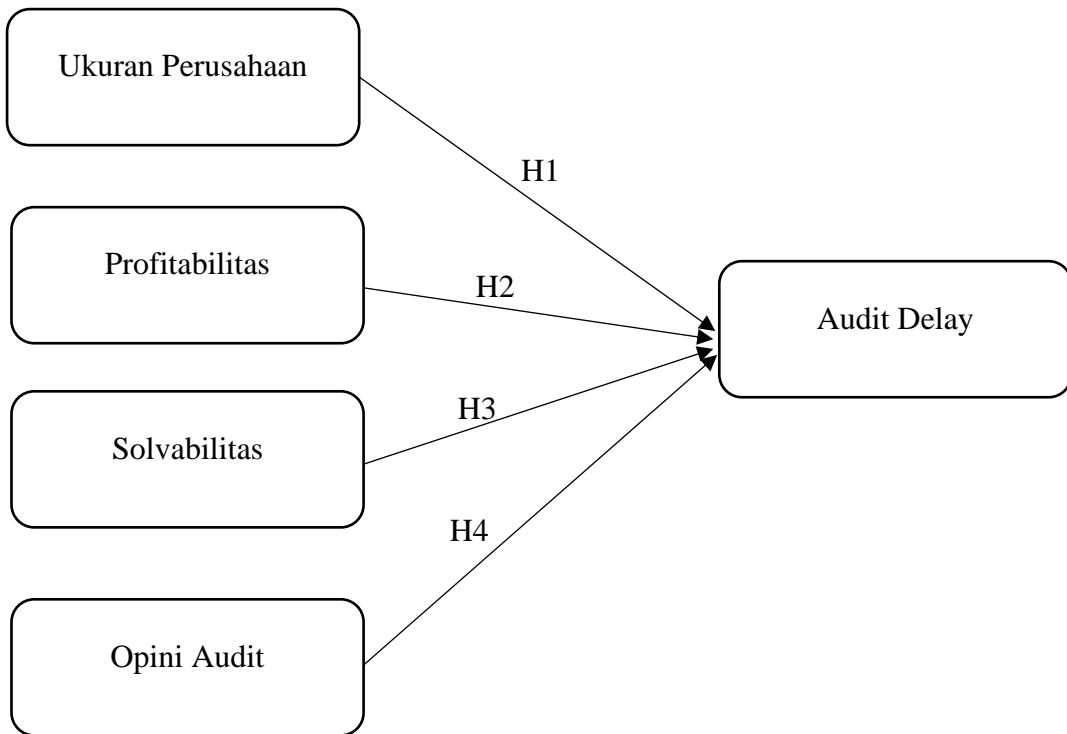 Ukuran Perusahaan
H1
Profitabilitas
H2
Audit Delay
H3
Solvabilitas
H4
Opini Audit